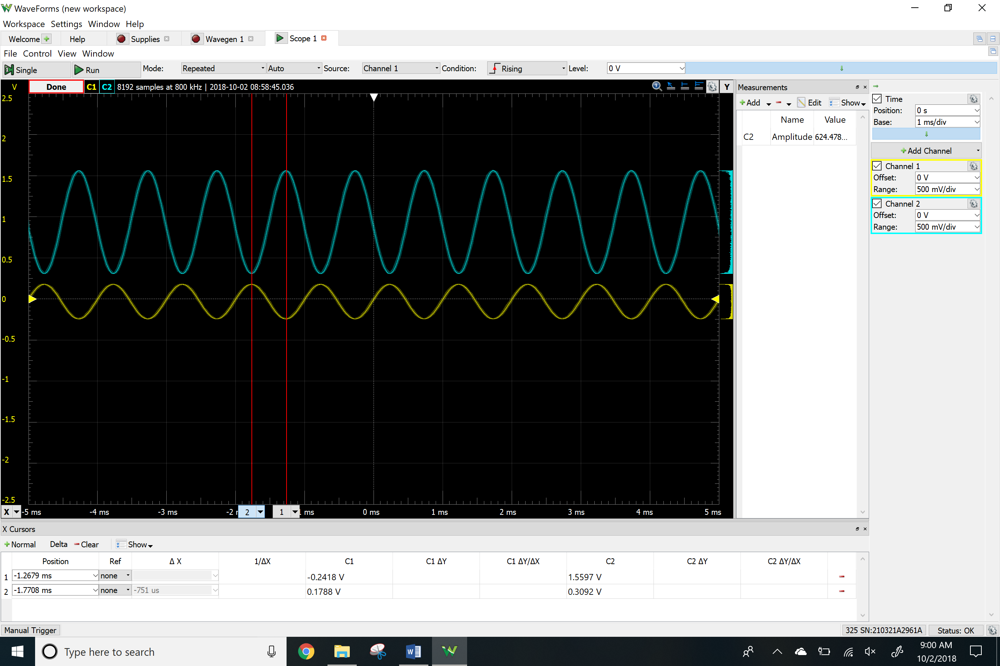 WaveForms (new workspace)
Workspace Settings Window Help
Welcome Help Supplies Wavegen 1 Scope 1
File Control View Window
Single Run Mode: Repeated Auto Source: Channel 1 Condition: Rising Level: 0 V
V Done C1 C2 8192 samples at 800 kHz | 2018-10-02 08:58:45.036 Y
2.5
2
1.5
1
0.5
0
-0.5
-1
-1.5
-2
-2.5
X -5 ms -4 ms -3 ms -2 2 1 ms 0 ms 1 ms 2 ms 3 ms 4 ms 5 ms
Measurements
Add Edit Show
Name Value
C2 Amplitude 624.478...
Time
Position: 0 s
Base: 1 ms/div
Add Channel
Channel 1
Offset: 0 V
Range: 500 mV/div
Channel 2
Offset: 0 V
Range: 500 mV/div
X Cursors
Normal Delta Clear Show
Position Ref Δ X 1/ΔX C1 C1 ΔY C1 ΔY/ΔX C2 C2 ΔY C2 ΔY/ΔX
1 -1.2679 ms none -0.2418 V 1.5597 V
2 -1.7708 ms none -751 us 0.1788 V 0.3092 V
Manual Trigger 325 SN:210321A2961A Status: OK
Type here to search
9:00 AM
10/2/2018